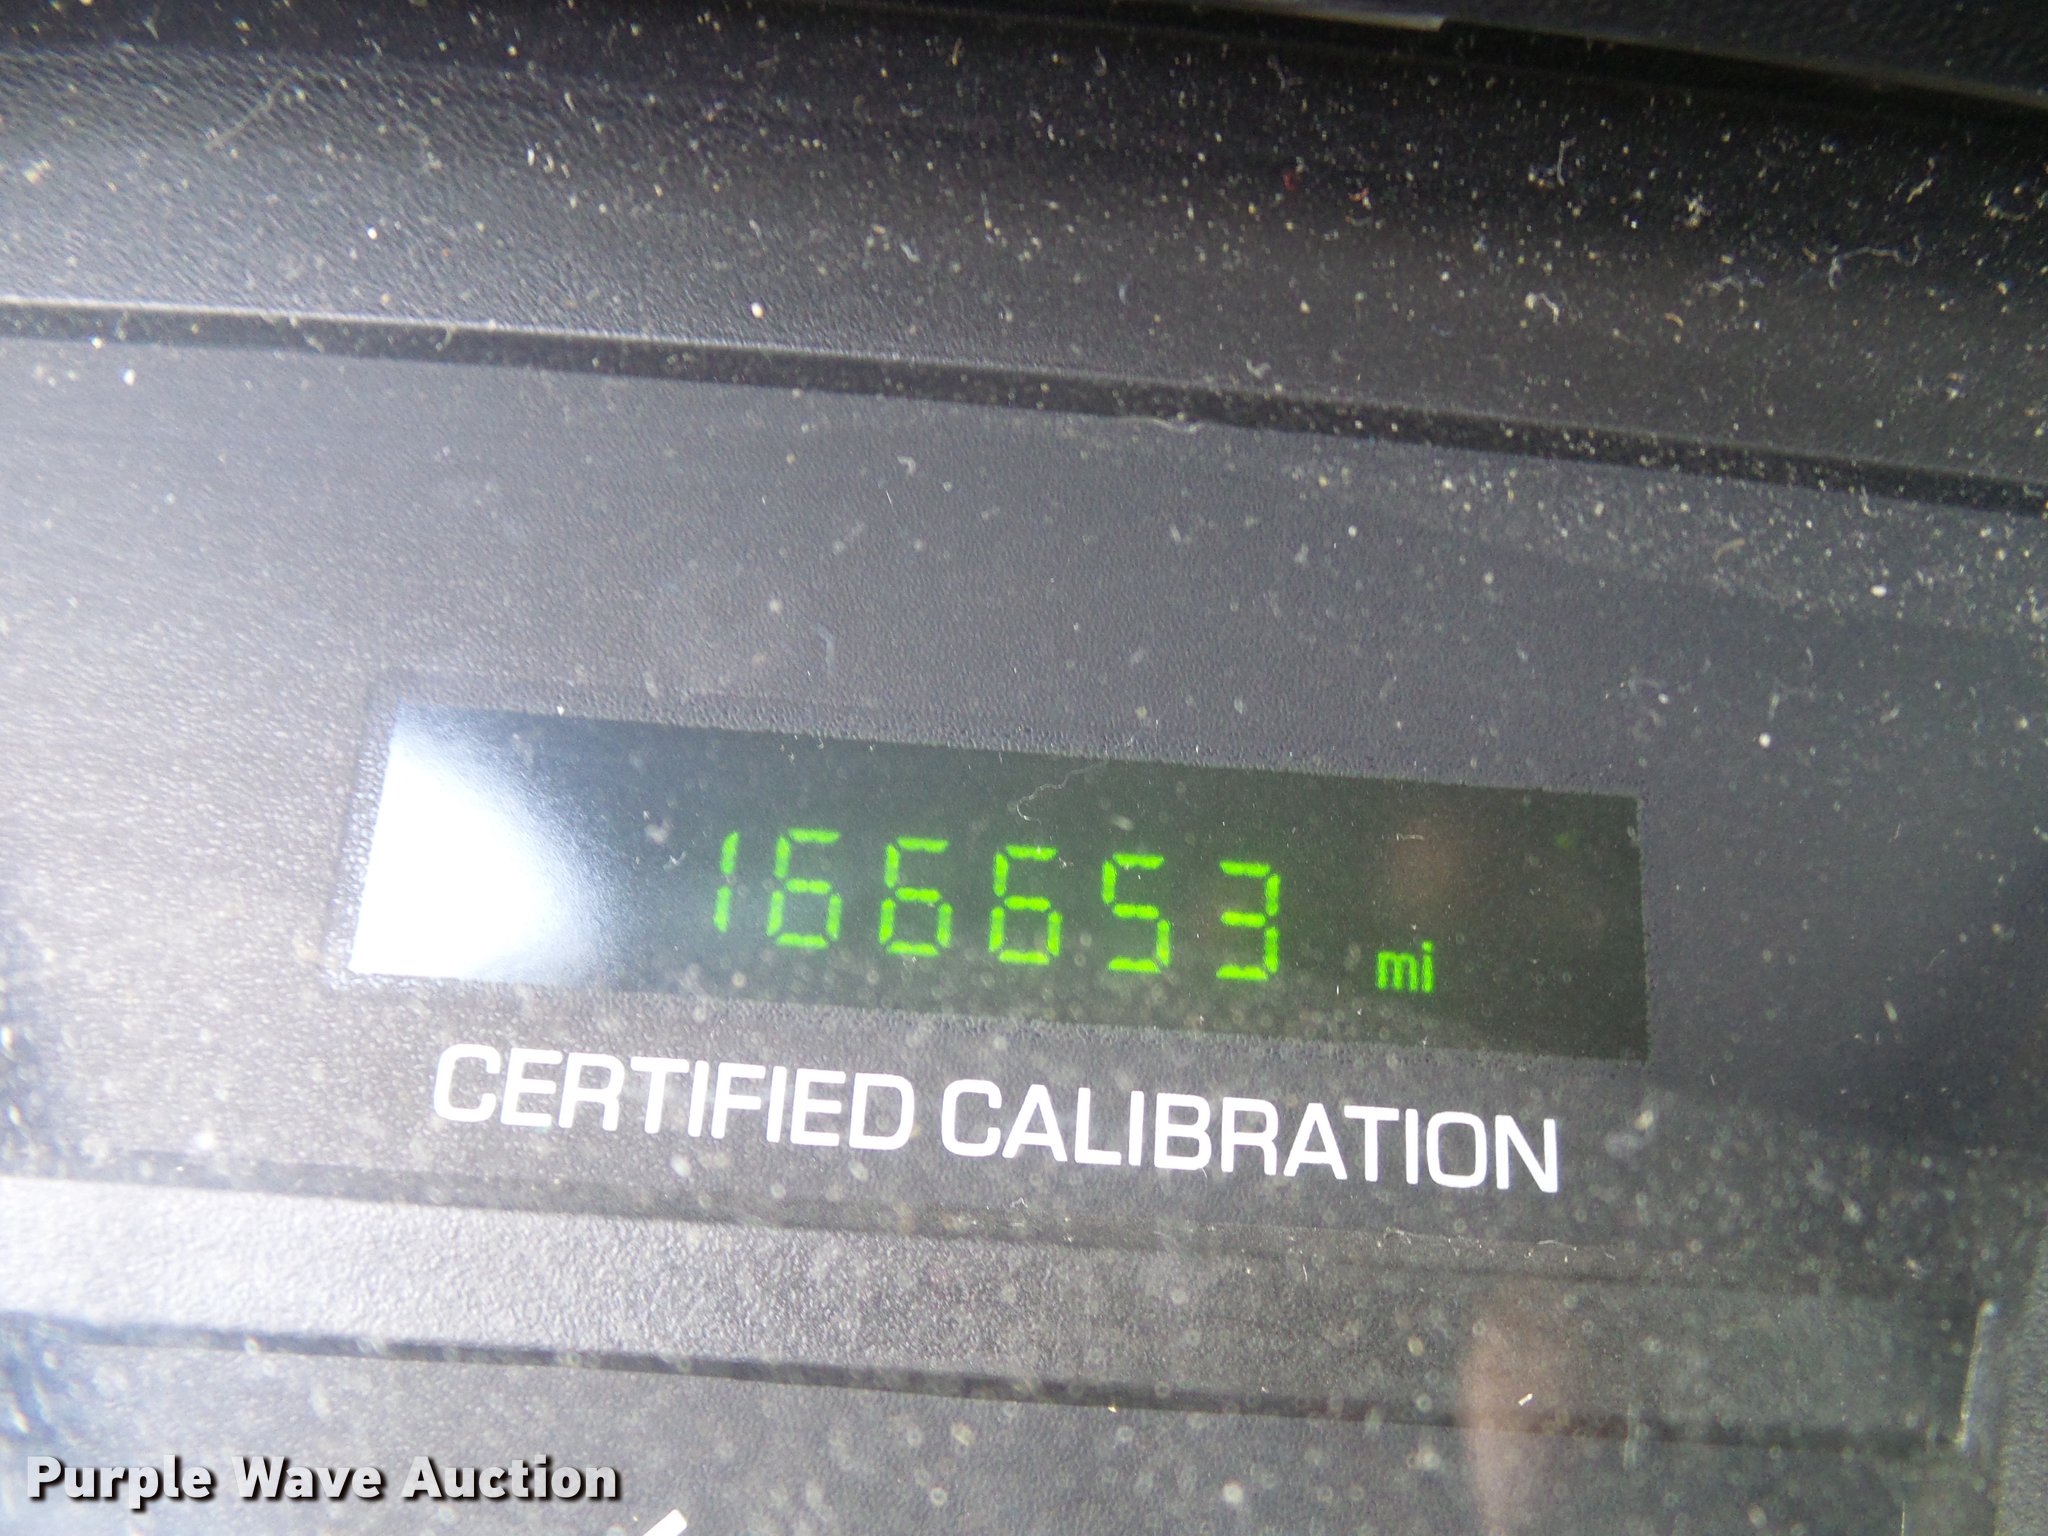 166653 mi
CERTIFIED CALIBRATION
Purple Wave Auction